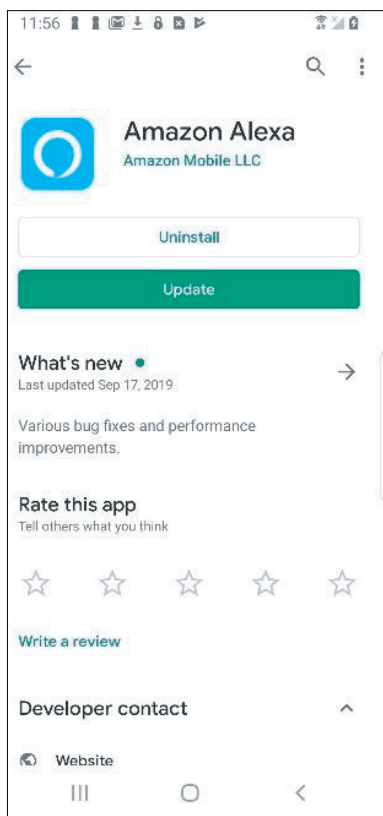 11:56
Amazon Alexa
Amazon Mobile LLC
Uninstall
Update
What's new
Last updated Sep 17, 2019
Various bug fixes and performance
improvements.
Rate this app
Tell others what you think
Write a review
Developer contact
Website